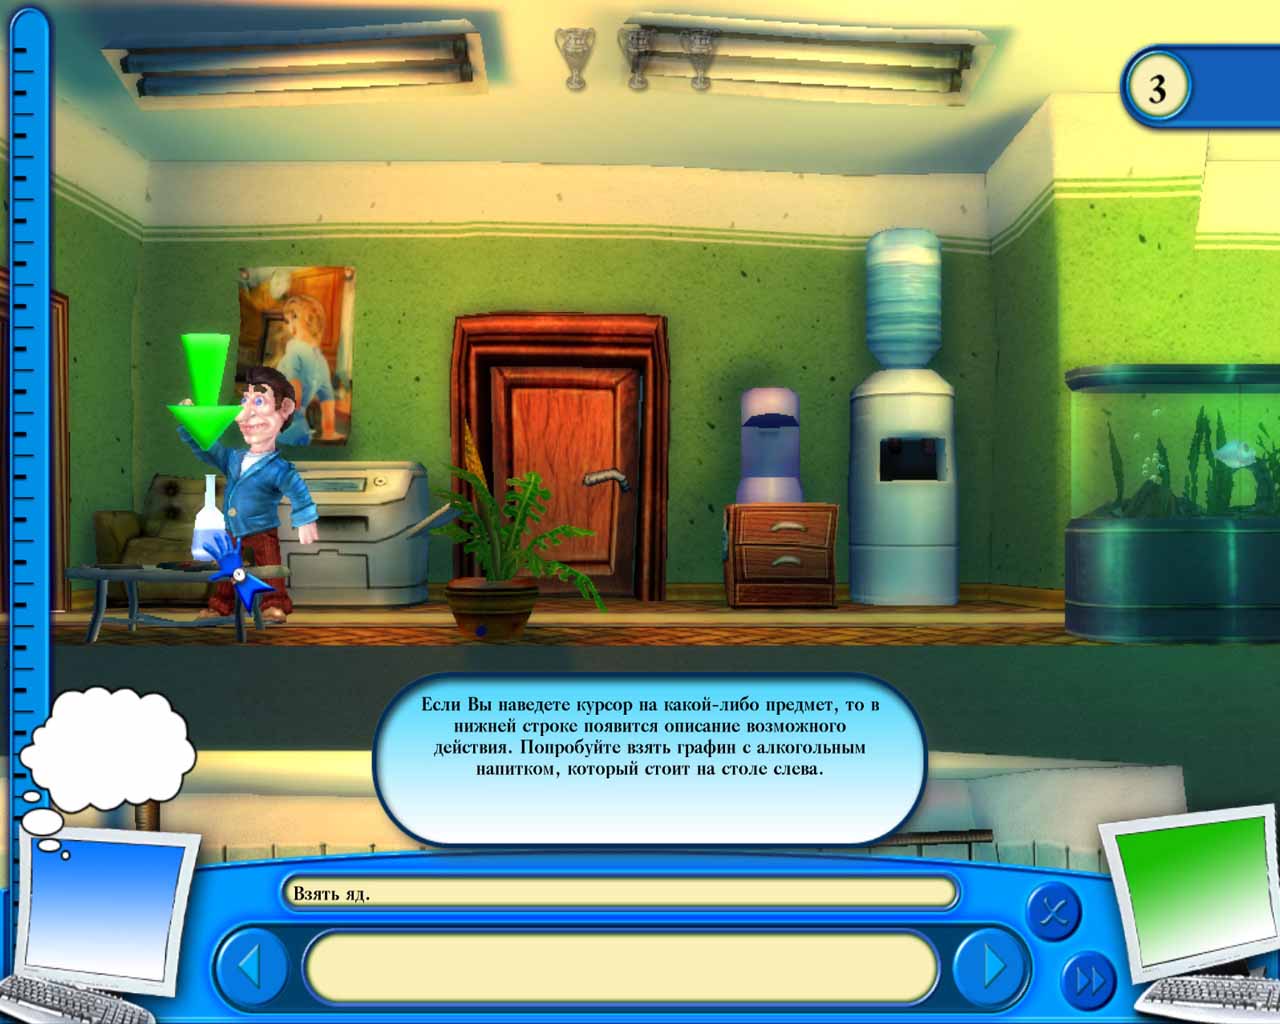 3
Если Вы наведете курсор на какой-либо предмет, то в
нижней строке появится описание возможного
действия. Попробуйте взять графин с алкогольным
напитком, который стоит на столе слева.
Взять яд.